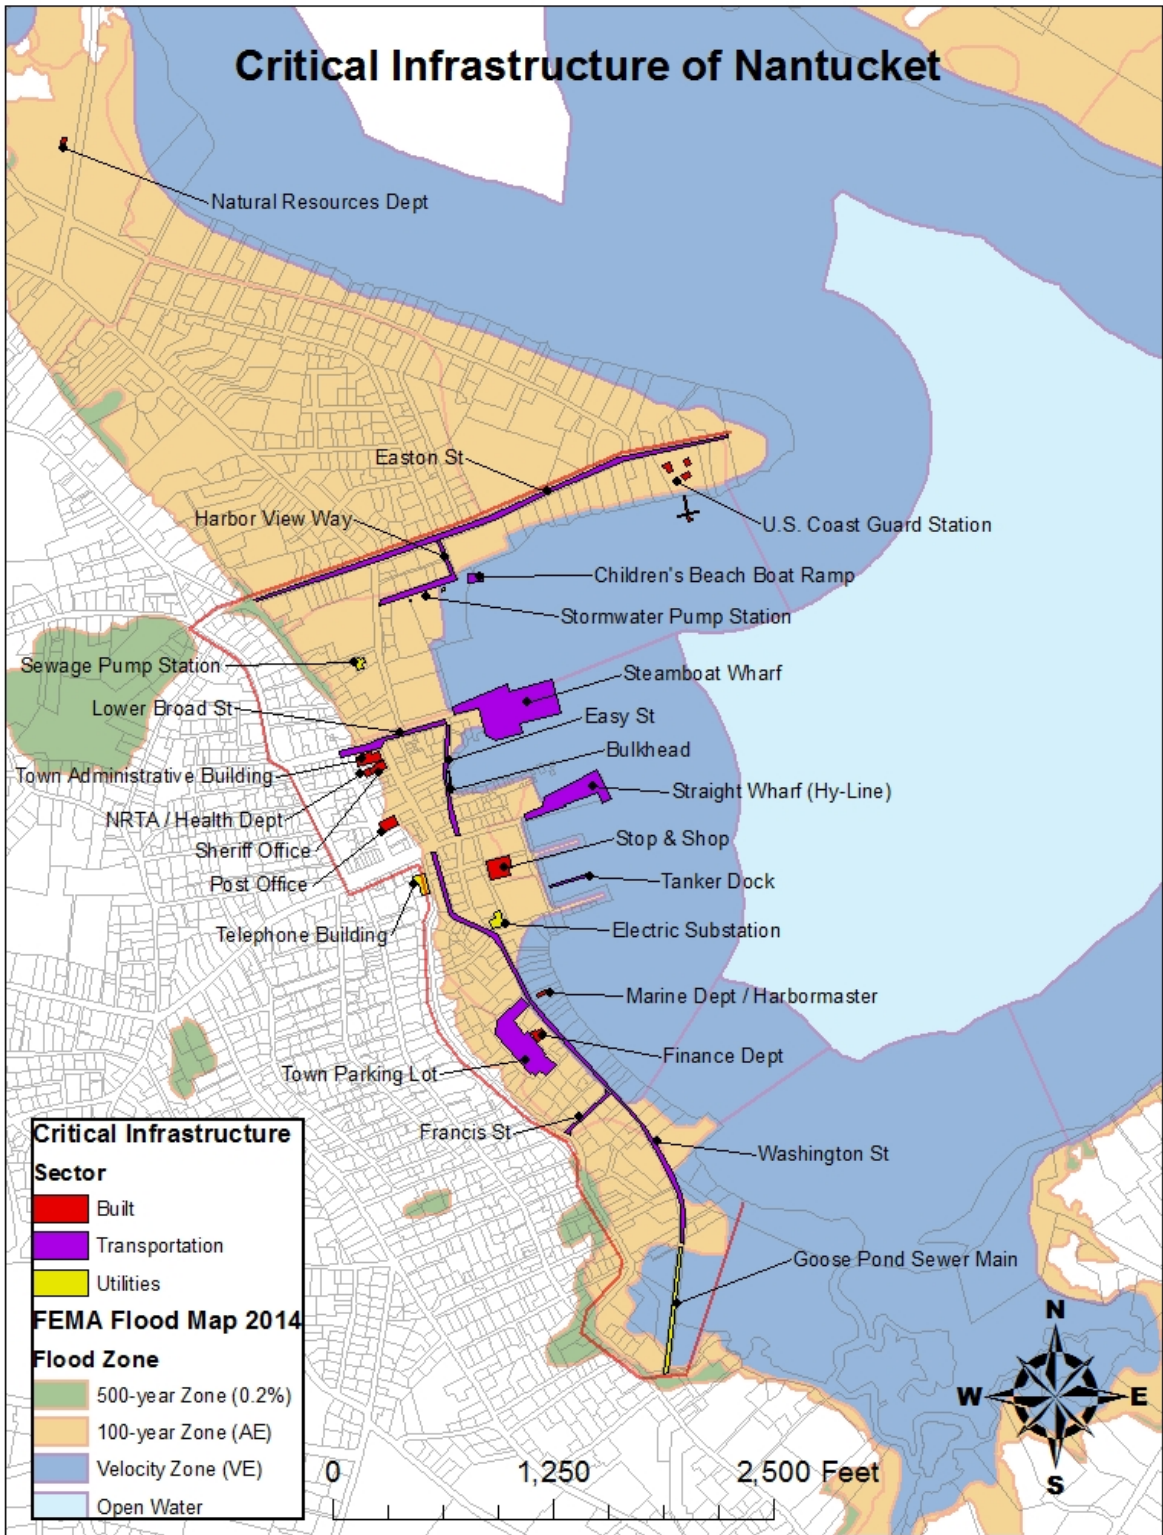 Critical Infrastructure of Nantucket
Natural Resources Dept
Easton St
Harbor View Way
U.S. Coast Guard Station
Children's Beach Boat Ramp
Stormwater Pump Station
Sewage Pump Station
Steamboat Wharf
Lower Broad St
Easy St
Bulkhead
Town Administrative Building
Straight Wharf (Hy-Line)
NRTA / Health Dept
Stop & Shop
Sheriff Office
Post Office
Tanker Dock
Telephone Building
Electric Substation
Marine Dept / Harbormaster
Finance Dept
Town Parking Lot
Francis St
Washington St
Goose Pond Sewer Main
Critical Infrastructure
Sector
Built
Transportation
Utilities
FEMA Flood Map 2014
Flood Zone
500-year Zone (0.2%)
100-year Zone (AE)
Velocity Zone (VE)
Open Water
0 1,250 2,500 Feet
N
W E
S